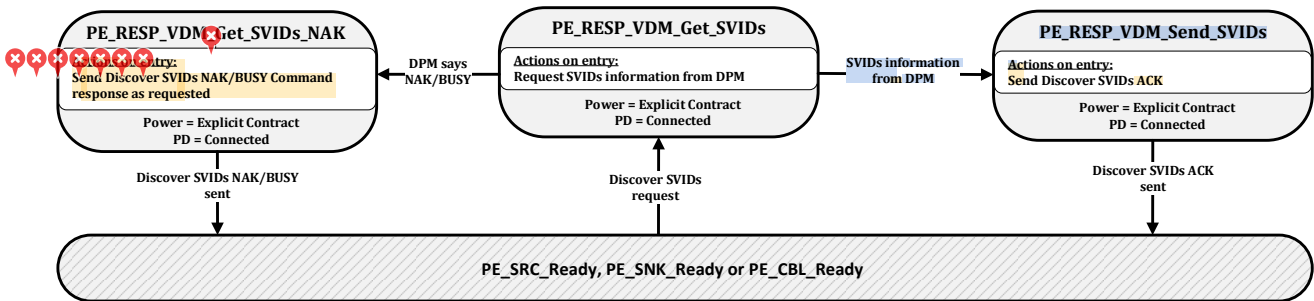 PE_RESP_VDM_Get_SVIDs_NAK
Actions on entry:
Send Discover SVIDs NAK/BUSY Command
response as requested
Power = Explicit Contract
PD = Connected
DPM says
NAK/BUSY
PE_RESP_VDM_Get_SVIDs
Actions on entry:
Request SVIDs information from DPM
Power = Explicit Contract
PD = Connected
SVIDs information
from DPM
PE_RESP_VDM_Send_SVIDs
Actions on entry:
Send Discover SVIDs ACK
Power = Explicit Contract
PD = Connected
Discover SVIDs NAK/BUSY
sent
Discover SVIDs
request
Discover SVIDs ACK
sent
PE_SRC_Ready, PE_SNK_Ready or PE_CBL_Ready